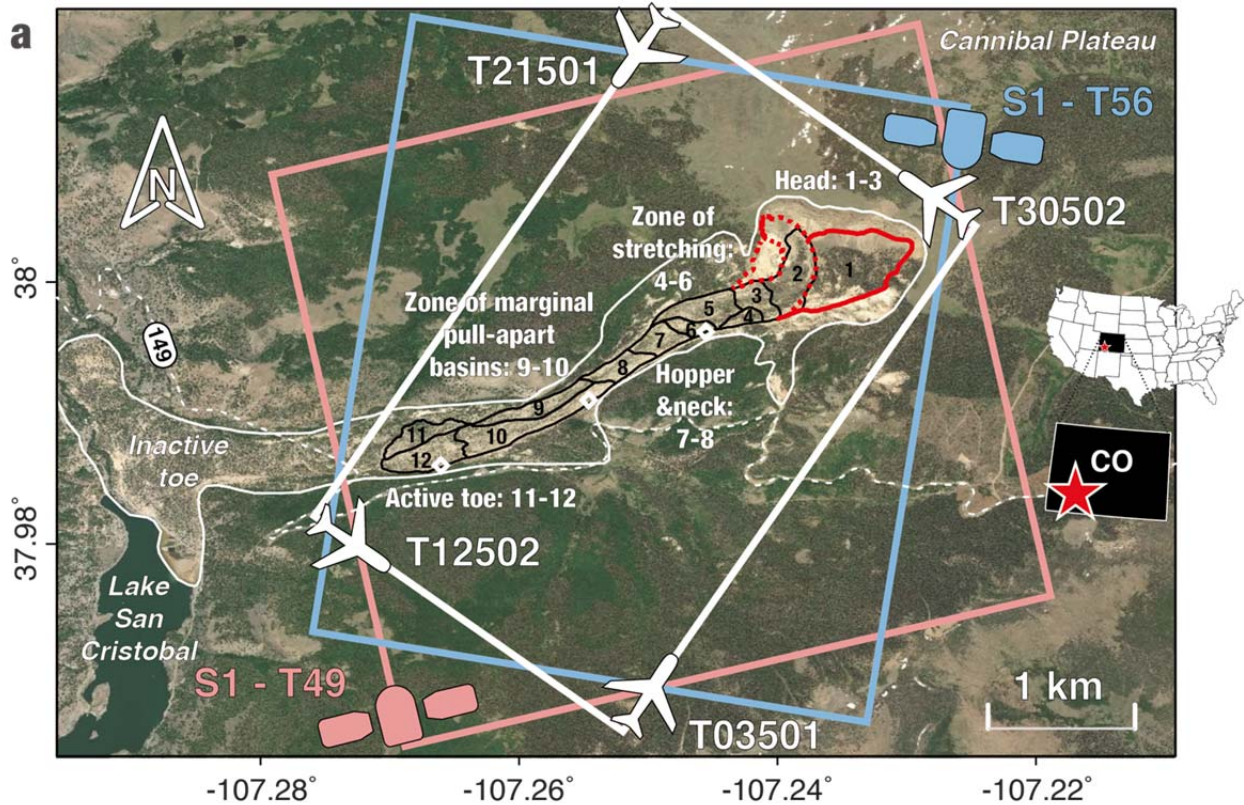 a
Cannibal Plateau
T21501
S1 - T56
N
Head: 1-3
T30502
Zone of
stretching:
4-6
1
2
3
4
5
6
7
8
9
10
11
12
Zone of marginal
pull-apart
basins: 9-10
149
Hopper
&neck:
7-8
Inactive
toe
Active toe: 11-12
CO
T12502
Lake
San
Cristobal
S1 - T49
T03501
1 km
38°
37.98°
-107.28°
-107.26°
-107.24°
-107.22°